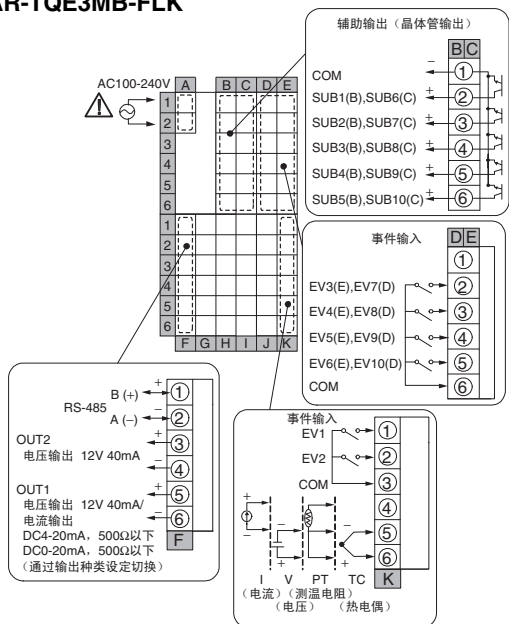 AR-TQE3MB-FLK
辅助输出（晶体管输出）
B C
COM
－
①
SUB1(B),SUB6(C)
+
②
SUB2(B),SUB7(C)
+
③
SUB3(B),SUB8(C)
+
④
SUB4(B),SUB9(C)
+
⑤
SUB5(B),SUB10(C)
+
⑥
AC100-240V
A B C D E
1
2
3
4
5
6
1
2
3
4
5
6
F G H I J K
事件输入
D E
①
EV3(E),EV7(D)
②
EV4(E),EV8(D)
③
EV5(E),EV9(D)
④
EV6(E),EV10(D)
⑤
COM
⑥
RS-485
B (+)
+
①
A (−)
−
②
OUT2
+
③
电压输出 12V 40mA
−
④
OUT1
+
⑤
电压输出 12V 40mA/
电流输出
−
⑥
DC4-20mA，500Ω以下
DC0-20mA，500Ω以下
（通过输出种类设定切换）
F
事件输入
EV1
①
EV2
②
COM
③
④
⑤
⑥
+
−
−
+
−
+
I V PT TC
K
（电流）（测温电阻）
（电压） （热电偶）